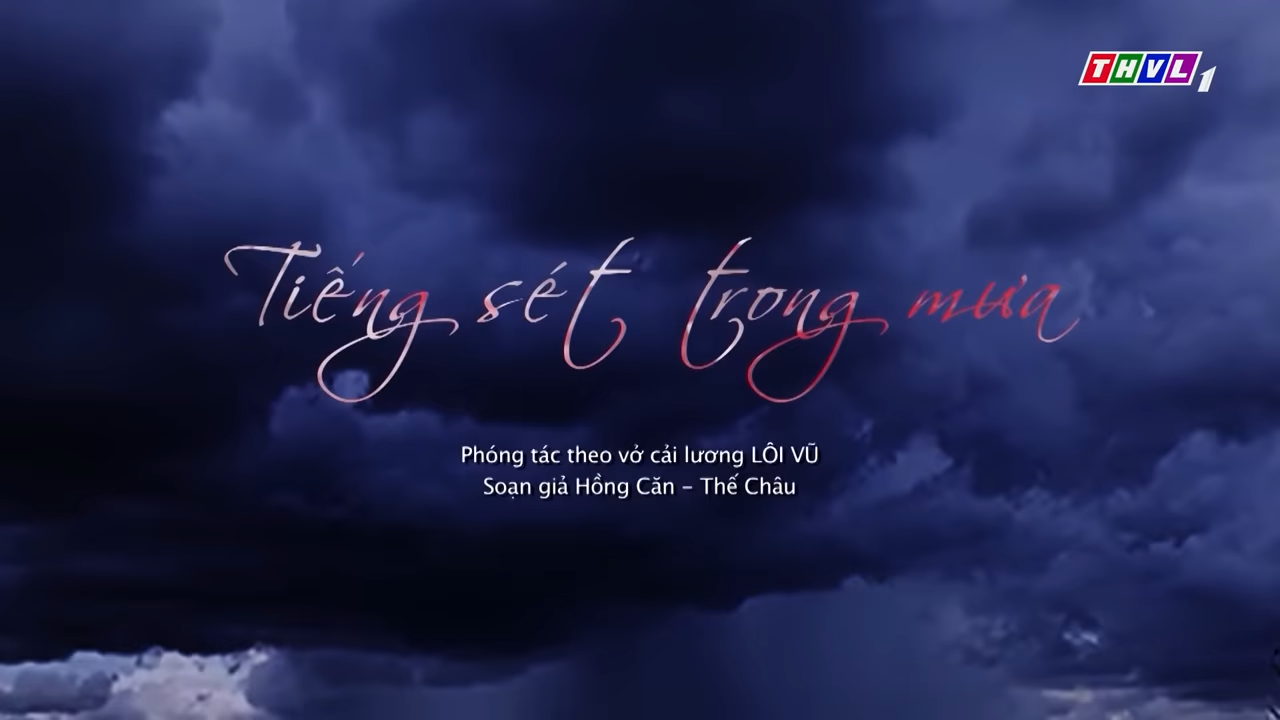 THVL1
Tiếng sét trong mưa
Phóng tác theo vở cải lương LÔI VŨ
Soạn giả Hồng Căn – Thế Châu